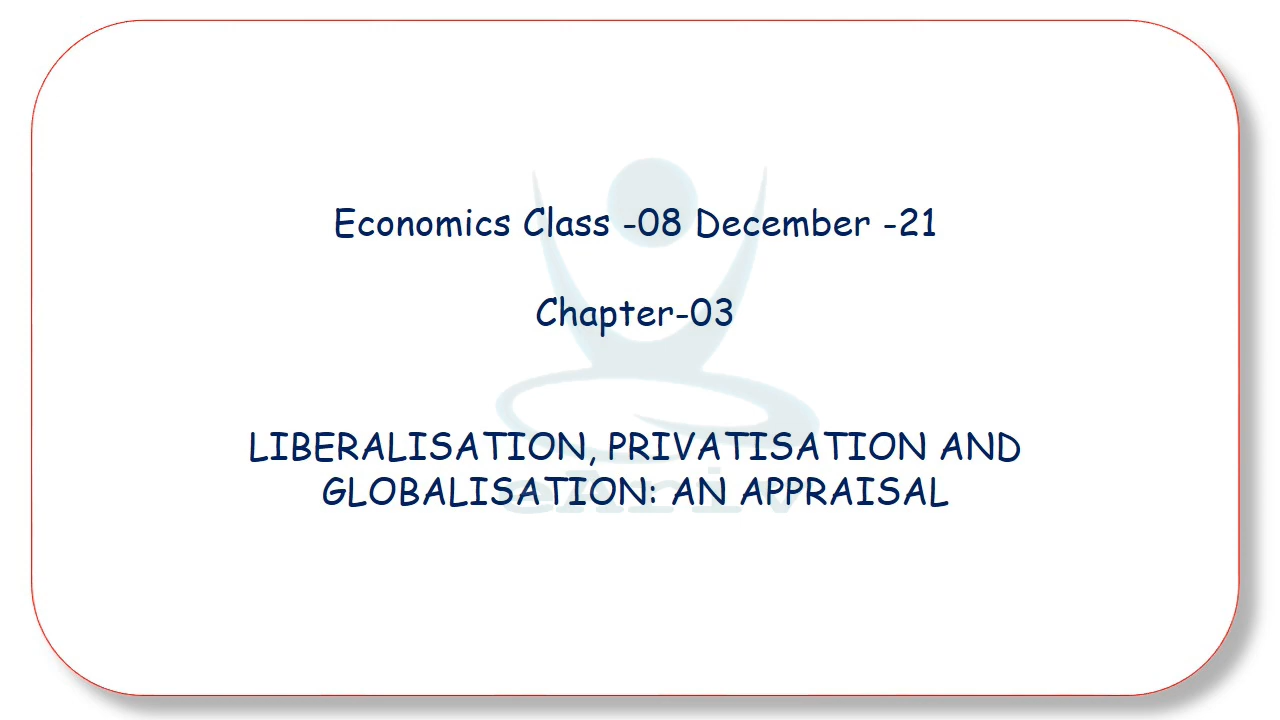 Economics Class -08 December -21
Chapter-03
LIBERALISATION, PRIVATISATION AND
GLOBALISATION: AN APPRAISAL